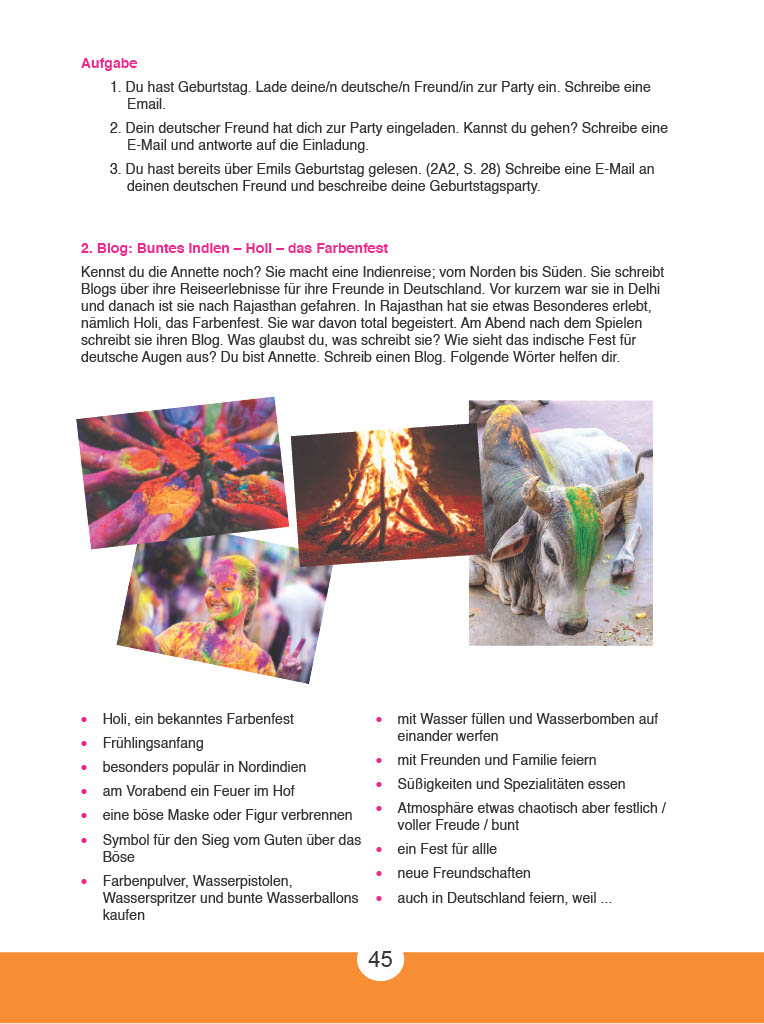 Aufgabe
1. Du hast Geburtstag. Lade deine/n deutsche/n Freund/in zur Party ein. Schreibe eine
Email.
2. Dein deutscher Freund hat dich zur Party eingeladen. Kannst du gehen? Schreibe eine
E-Mail und antworte auf die Einladung.
3. Du hast bereits über Emils Geburtstag gelesen. (2A2, S. 28) Schreibe eine E-Mail an
deinen deutschen Freund und beschreibe deine Geburtstagsparty.
2. Blog: Buntes Indien – Holi – das Farbenfest
Kennst du die Annette noch? Sie macht eine Indienreise; vom Norden bis Süden. Sie schreibt
Blogs über ihre Reiseerlebnisse für ihre Freunde in Deutschland. Vor kurzem war sie in Delhi
und danach ist sie nach Rajasthan gefahren. In Rajasthan hat sie etwas Besonderes erlebt,
nämlich Holi, das Farbenfest. Sie war davon total begeistert. Am Abend nach dem Spielen
schreibt sie ihren Blog. Was glaubst du, was schreibt sie? Wie sieht das indische Fest für
deutsche Augen aus? Du bist Annette. Schreib einen Blog. Folgende Wörter helfen dir.
• Holi, ein bekanntes Farbenfest
• Frühlingsanfang
• besonders populär in Nordindien
• am Vorabend ein Feuer im Hof
• eine böse Maske oder Figur verbrennen
• Symbol für den Sieg vom Guten über das
Böse
• Farbenpulver, Wasserpistolen,
Wasserspritzer und bunte Wasserballons
kaufen
• mit Wasser füllen und Wasserbomben auf
einander werfen
• mit Freunden und Familie feiern
• Süßigkeiten und Spezialitäten essen
• Atmosphäre etwas chaotisch aber festlich /
voller Freude / bunt
• ein Fest für allle
• neue Freundschaften
• auch in Deutschland feiern, weil ...
45